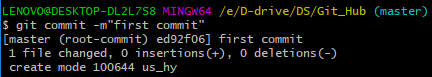 LENOVO@DESKTOP-DL2L7S8 MINGW64 /e/D-drive/DS/Git_Hub (master)
$ git commit -m"first commit"
[master (root-commit) ed92f06] first commit
 1 file changed, 0 insertions(+), 0 deletions(-)
 create mode 100644 us_hy